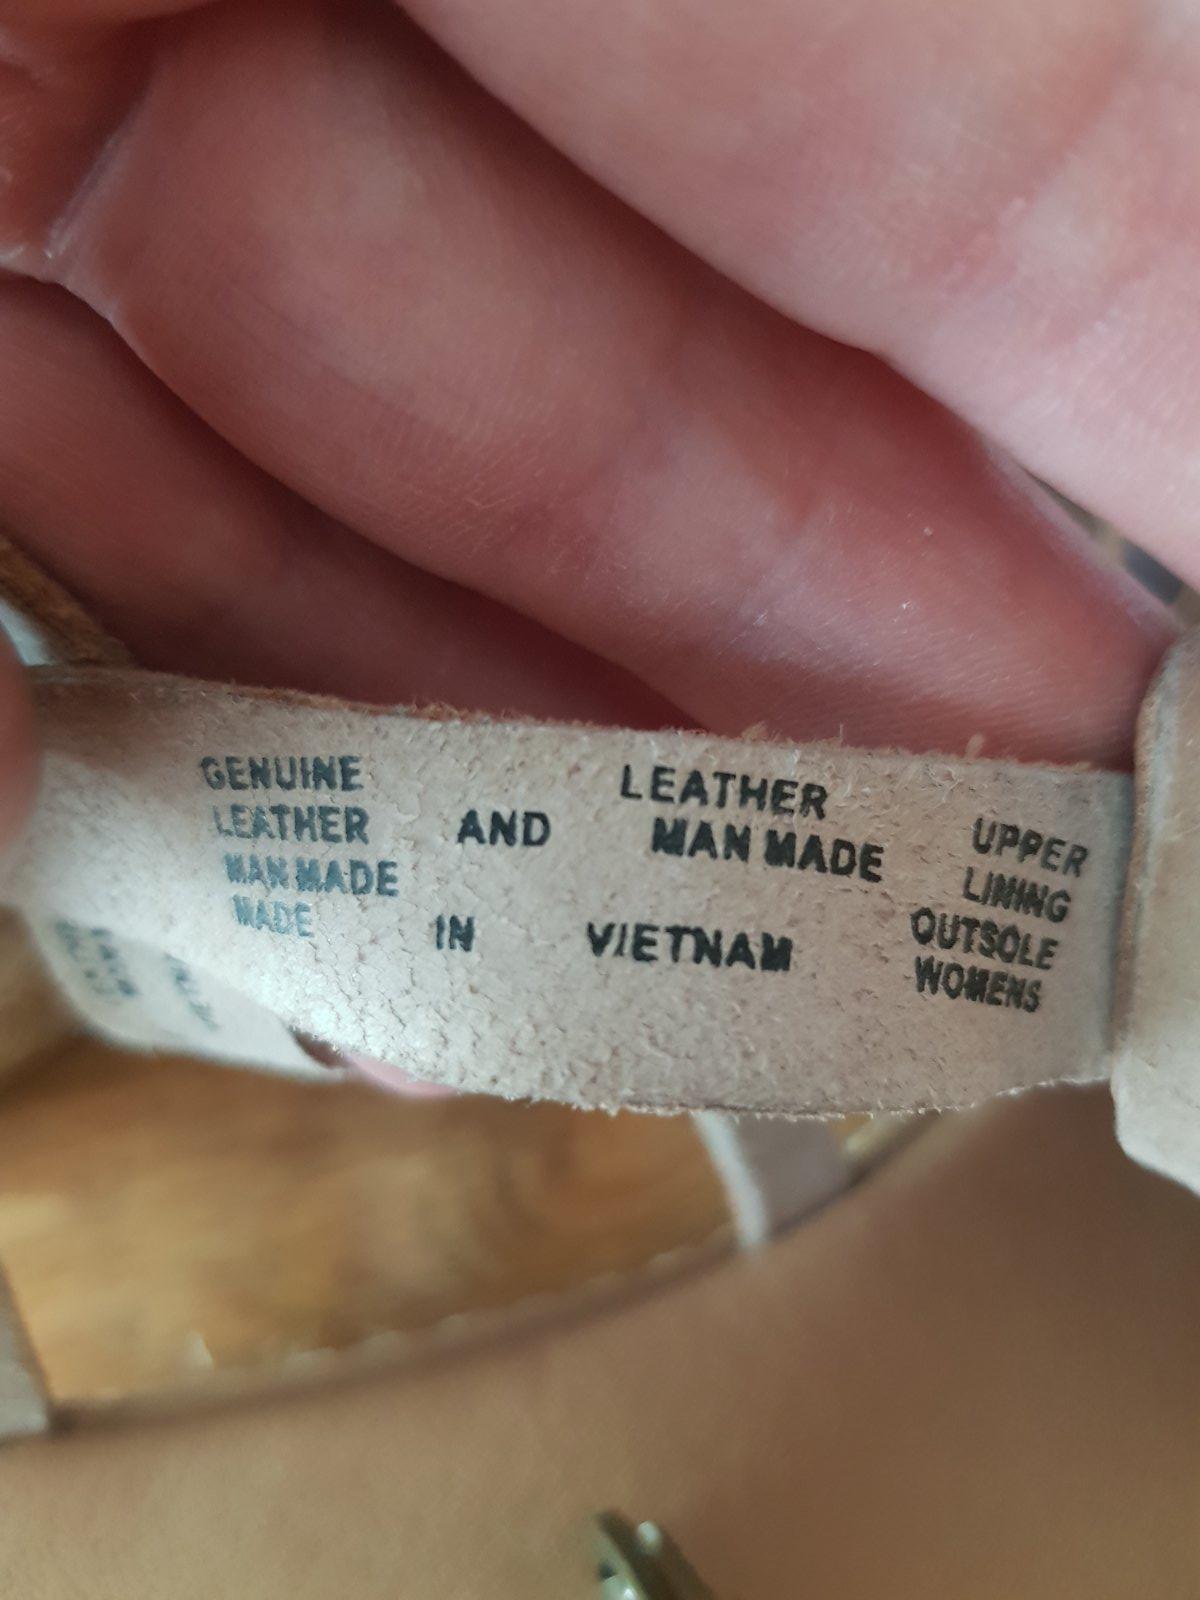 GENUINE LEATHER UPPER
LEATHER AND MAN MADE LINING
MAN MADE OUTSOLE
MADE IN VIETNAM WOMENS